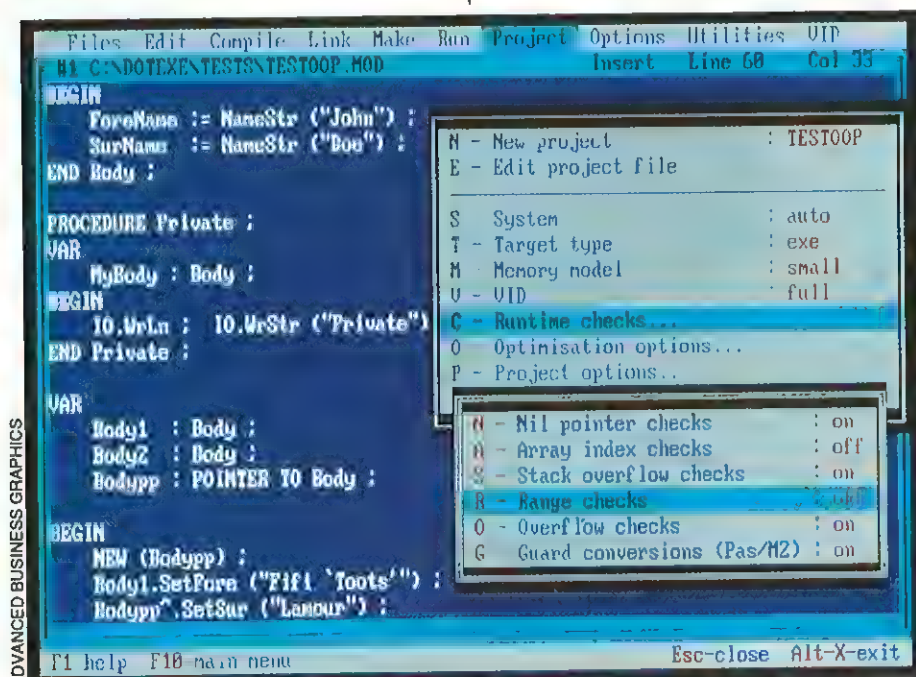 Files Edit Compile Link Make Run Project Options Utilities VID
#1 C:\DOTEXE\TESTS\TESTOOP.MOD Insert Line 60 Col 33
BEGIN
ForeName := NameStr ("John") ;
SurName := NameStr ("Doe") ;
END Body ;
PROCEDURE Private ;
VAR
MyBody : Body ;
BEGIN
IO.WrLn ; IO.WrStr ("Private")
END Private ;
VAR
Body1 : Body ;
Body2 : Body ;
Bodypp : POINTER TO Body ;
BEGIN
NEW (Bodypp) ;
Body1.SetFore ("Fifi `Toots'") ;
Bodypp^.SetSur ("Lamour") ;
N - New project : TESTOOP
E - Edit project file
S System : auto
T - Target type : exe
M Memory model : small
V - VID : full
C - Runtime checks...
O Optimisation options...
P - Project options..
N - Nil pointer checks : on
- Array index checks : off
S - Stack overflow checks : on
R - Range checks
O - Overflow checks : on
G Guard conversions (Pas/M2) : on
F1 help F10-main menu Esc-close Alt-X-exit
DVANCED BUSINESS GRAPHICS